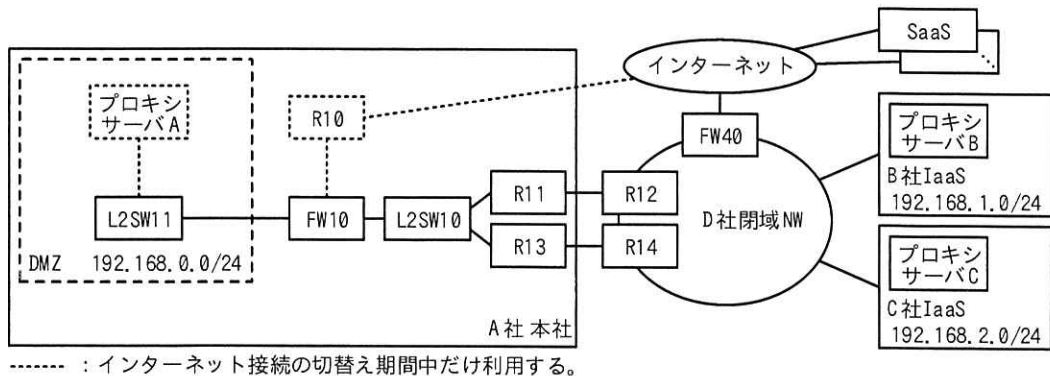 SaaS
インターネット
プロキシ
サーバA
R10
FW40
プロキシ
サーバB
B社IaaS
192.168.1.0/24
R11
R12
L2SW11
FW10
L2SW10
D社閉域NW
R13
R14
プロキシ
サーバC
C社IaaS
192.168.2.0/24
DMZ 192.168.0.0/24
A社 本社
------ : インターネット接続の切替え期間中だけ利用する。